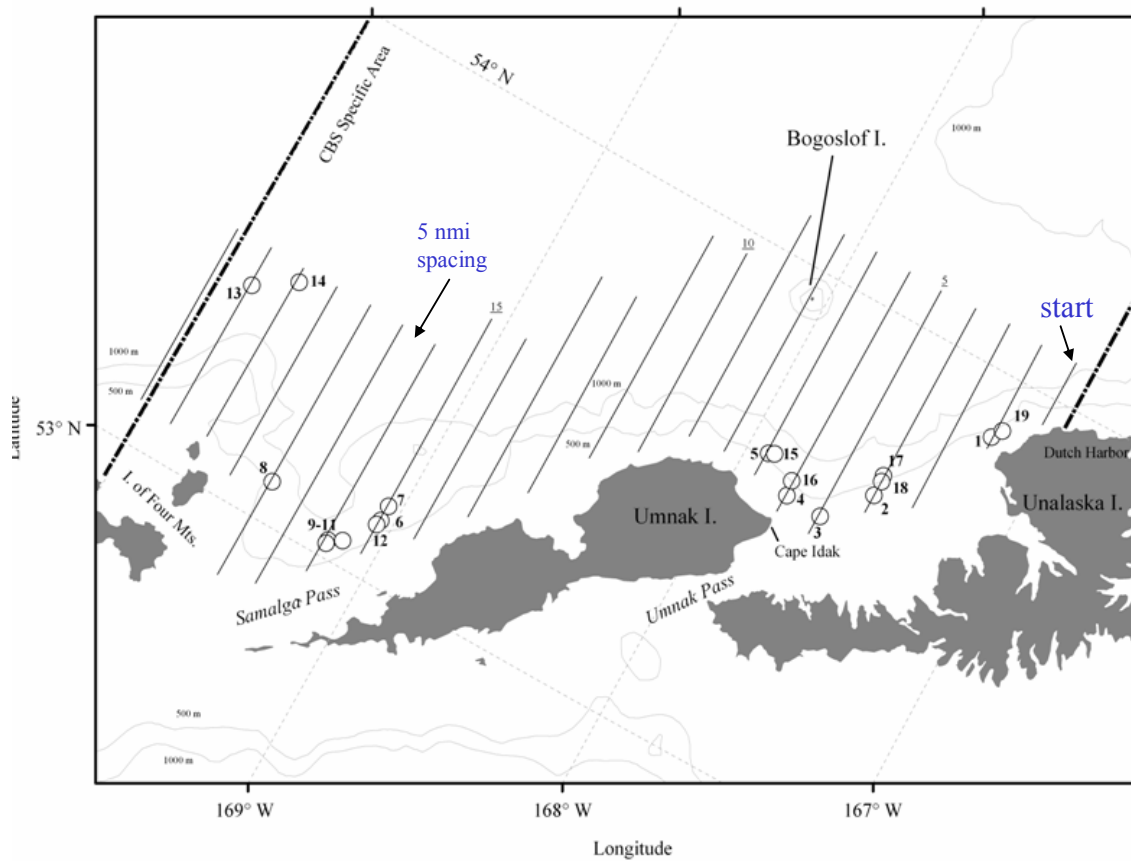 54° N
CBS Specific Area
1000 m
Bogoslof I.
5 nmi
spacing
10
13
14
5
15
start
1000 m
500 m
1000 m
53° N
Latitude
19
1
Dutch Harbor
500 m
5
15
8
17
16
18
I. of Four Mts.
7
4
2
Unalaska I.
9-11
6
Umnak I.
3
12
Cape Idak
Samalga Pass
Umnak Pass
500 m
1000 m
169° W
168° W
167° W
Longitude